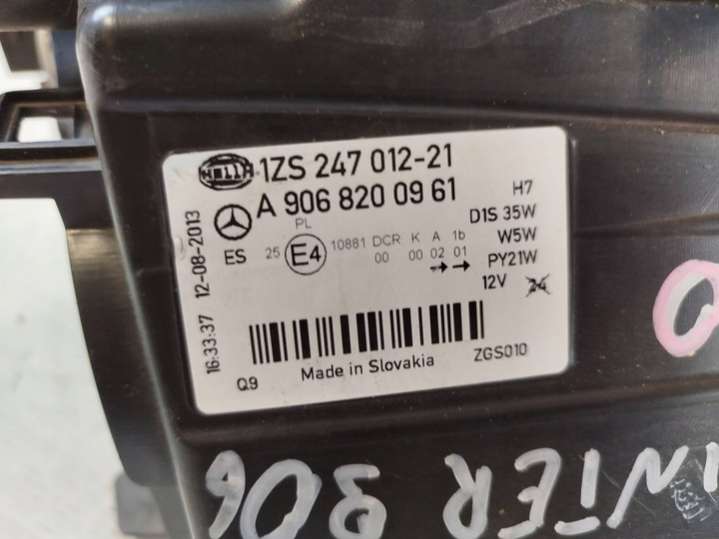 HELLA 1ZS 247 012-21
A 906 820 09 61
PL
ES 25 E4 10881 DCR K A 1b
00 00 02 01
H7
D1S 35W
W5W
PY21W
12V 24
16:33:37 12-08-2013
Q.9 Made in Slovakia ZGS010
INTER 906